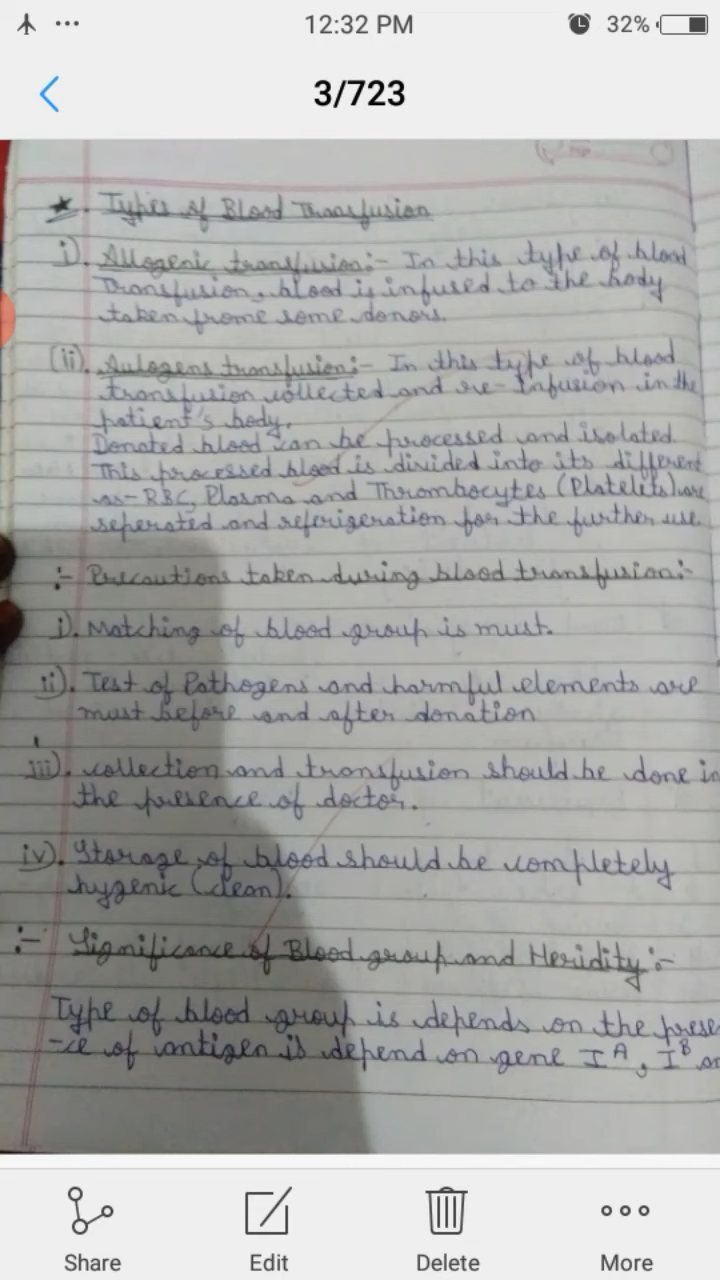 12:32 PM
32%
3/723
Types of Blood Transfusion
i). Allogenic transfusion:- In this type of blood
Transfusion, blood is infused to the body
taken frome some donors.
(ii). Aulogens transfusion:- In this type of blood
transfusion collected and re-Infusion in the
patient's body.
Donated blood can be processed and isolated.
This processed blood is divided into its different
as- RBC, Plasma and Thrombocytes (Platelets) are
seperated and referigeration for the further use
:- Precautions taken during blood transfusion:-
i). Matching of blood group is must.
ii). Test of Pathogens and harmful elements are
must before and after donation
iii). collection and transfusion should be done in
the presence of doctor.
iv). Storage of blood should be completely
hygenic (clean).
:- Significance of Blood group and Heridity:-
Type of blood group is depends on the prese
-ce of antigen is depend on gene I^A, I^B
Share Edit Delete More